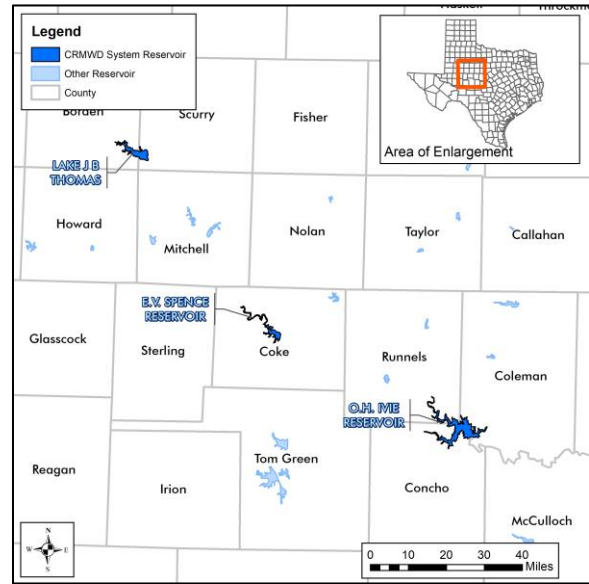 Legend
CRMWD System Reservoir
Other Reservoir
County
Haskell
Throckmorton
Borden
Scurry
Fisher
Area of Enlargement
LAKE J B
THOMAS
Howard
Mitchell
Nolan
Taylor
Callahan
E.V. SPENCE
RESERVOIR
Glasscock
Sterling
Coke
Runnels
Coleman
O.H. IVIE
RESERVOIR
Reagan
Irion
Tom Green
Concho
McCulloch
N
W
E
S
0 10 20 30 40
Miles